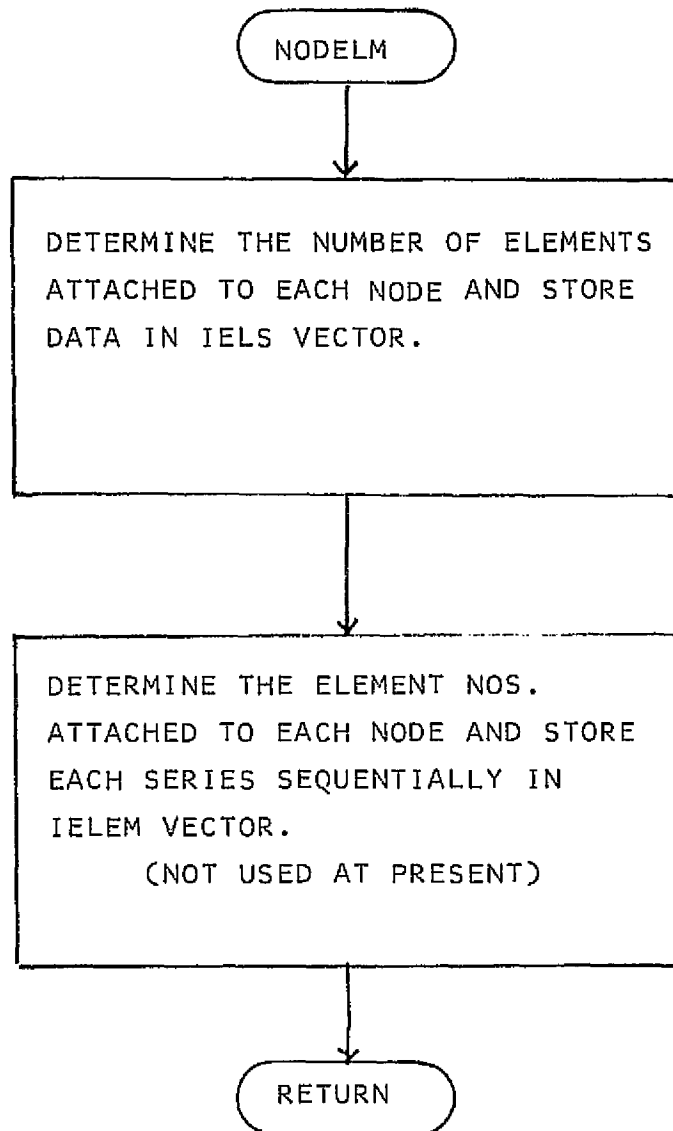 NODELM
DETERMINE THE NUMBER OF ELEMENTS
ATTACHED TO EACH NODE AND STORE
DATA IN IELS VECTOR.
DETERMINE THE ELEMENT NOS.
ATTACHED TO EACH NODE AND STORE
EACH SERIES SEQUENTIALLY IN
IELEM VECTOR.
(NOT USED AT PRESENT)
RETURN